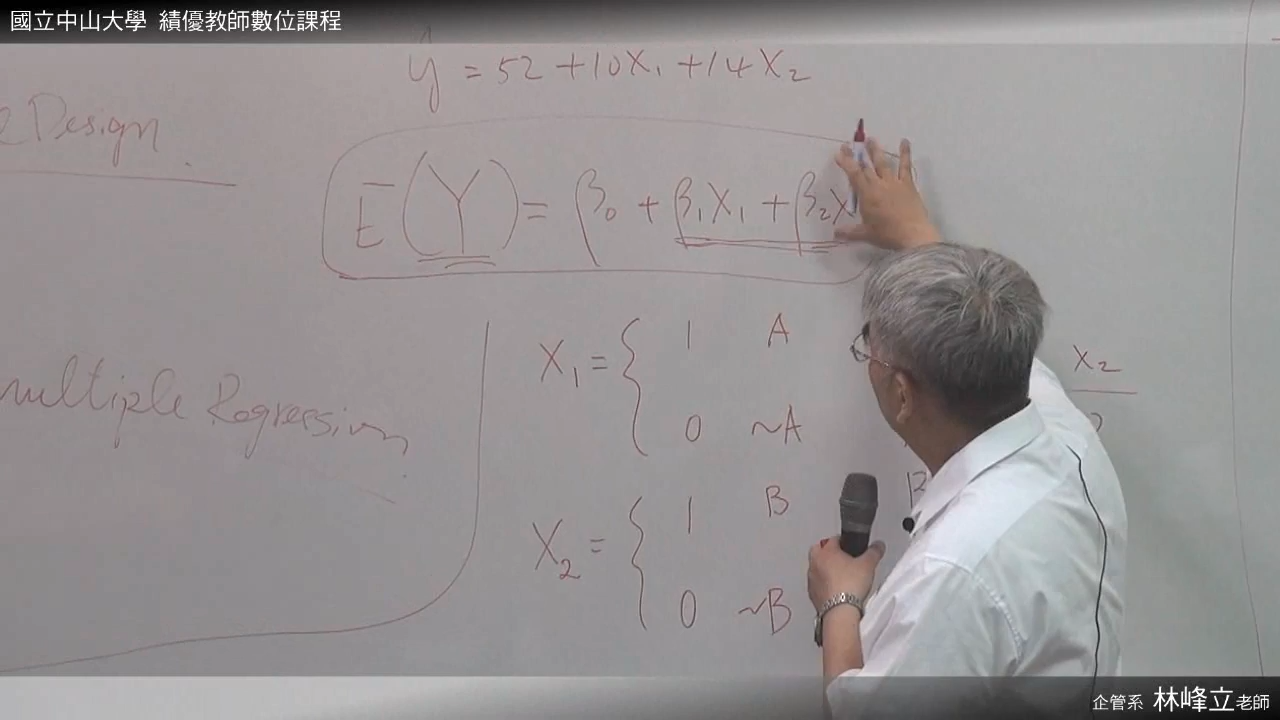 國立中山大學 績優教師數位課程
ŷ = 52 + 10X₁ + 14X₂
Design
E(Y) = β₀ + β₁X₁ + β₂X
X₁ = { 1 A
0 ~A
multiple Regression
X₂ = { 1 B
0 ~B
X₂
企管系 林峰立老師